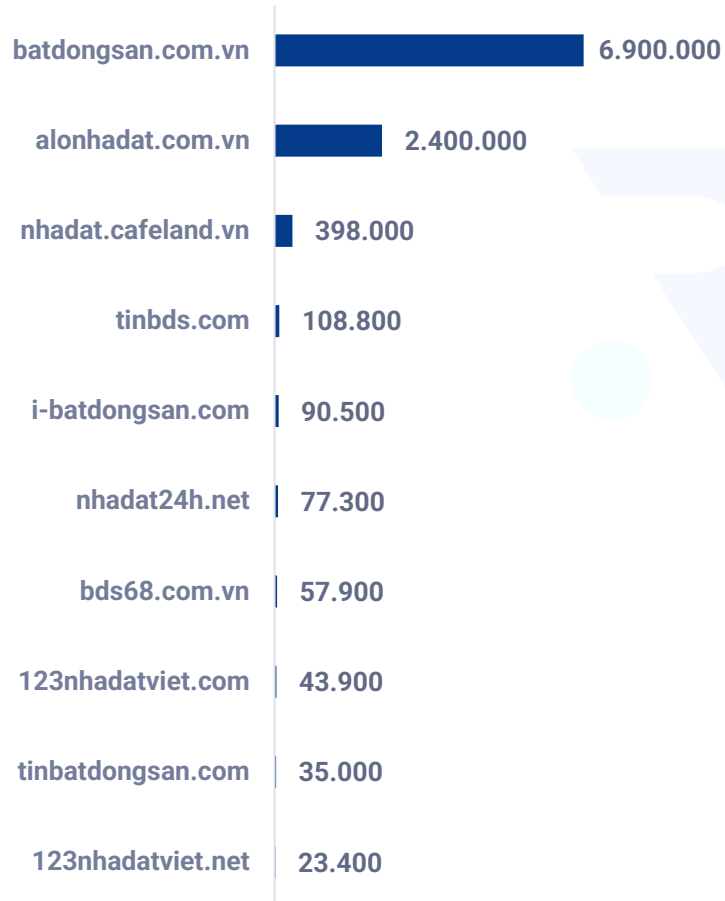 batdongsan.com.vn 6.900.000
alonhadat.com.vn 2.400.000
nhadat.cafeland.vn 398.000
tinbds.com 108.800
i-batdongsan.com 90.500
nhadat24h.net 77.300
bds68.com.vn 57.900
123nhadatviet.com 43.900
tinbatdongsan.com 35.000
123nhadatviet.net 23.400